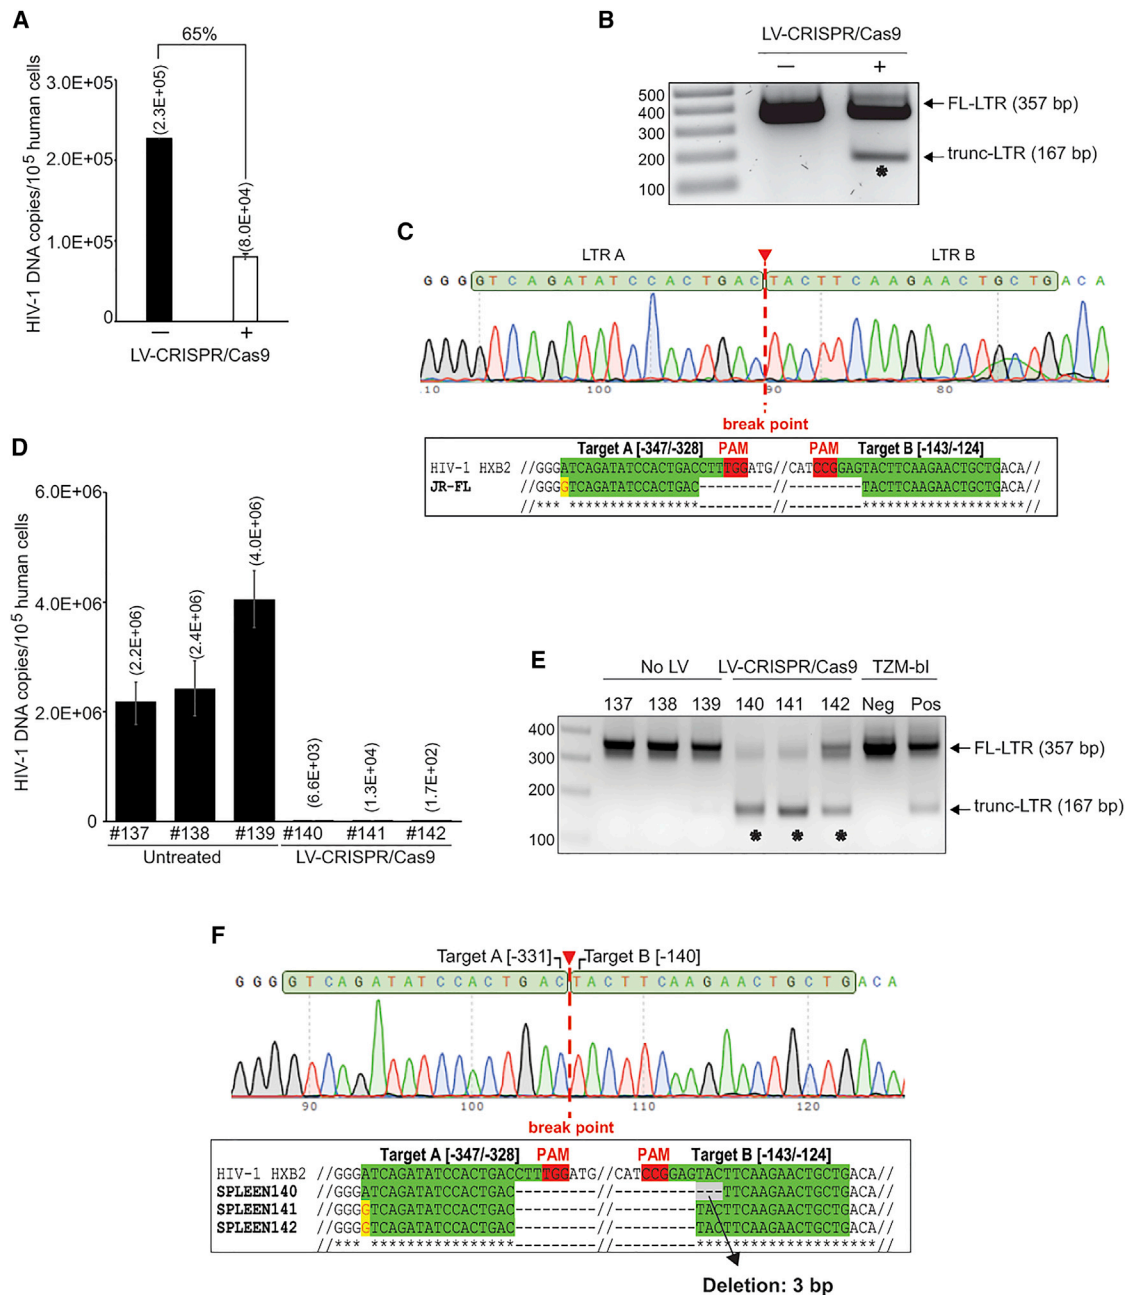 A
65%
HIV-1 DNA copies/10⁵ human cells
3.0E+05
2.0E+05
1.0E+05
0
(2.3E+05)
(8.0E+04)
— +
LV-CRISPR/Cas9
B
LV-CRISPR/Cas9
— +
500
400
300
200
100
FL-LTR (357 bp)
trunc-LTR (167 bp)
*
C
LTR A LTR B
G G G G T C A G A T A T C C A C T G A C T A C T T C A A G A A C T G C T G A C A
10 100 90 80
break point
Target A [-347/-328] PAM PAM Target B [-143/-124]
HIV-1 HXB2 //GGGATCAGATATCCACTGACCTTTGGATG//CATCCGGAGTACTTCAAGAACTGCTGACA//
JR-FL //GGGGTCAGATATCCACTGAC---------//---------TACTTCAAGAACTGCTGACA//
D
HIV-1 DNA copies/10⁵ human cells
6.0E+06
4.0E+06
2.0E+06
0
(2.2E+06)
(2.4E+06)
(4.0E+06)
(6.6E+03)
(1.3E+04)
(1.7E+02)
#137 #138 #139 #140 #141 #142
Untreated LV-CRISPR/Cas9
E
No LV LV-CRISPR/Cas9 TZM-bl
137 138 139 140 141 142 Neg Pos
400
300
200
100
FL-LTR (357 bp)
trunc-LTR (167 bp)
* * *
F
Target A [-331] Target B [-140]
G G G G T C A G A T A T C C A C T G A C T A C T T C A A G A A C T G C T G A C A
90 100 110 120
break point
Target A [-347/-328] PAM PAM Target B [-143/-124]
HIV-1 HXB2 //GGGATCAGATATCCACTGACCTTTGGATG//CATCCGGAGTACTTCAAGAACTGCTGACA//
SPLEEN140 //GGGATCAGATATCCACTGAC---------//------------TTCAAGAACTGCTGACA//
SPLEEN141 //GGGGTCAGATATCCACTGAC---------//---------TACTTCAAGAACTGCTGACA//
SPLEEN142 //GGGGTCAGATATCCACTGAC---------//---------TACTTCAAGAACTGCTGACA//
Deletion: 3 bp